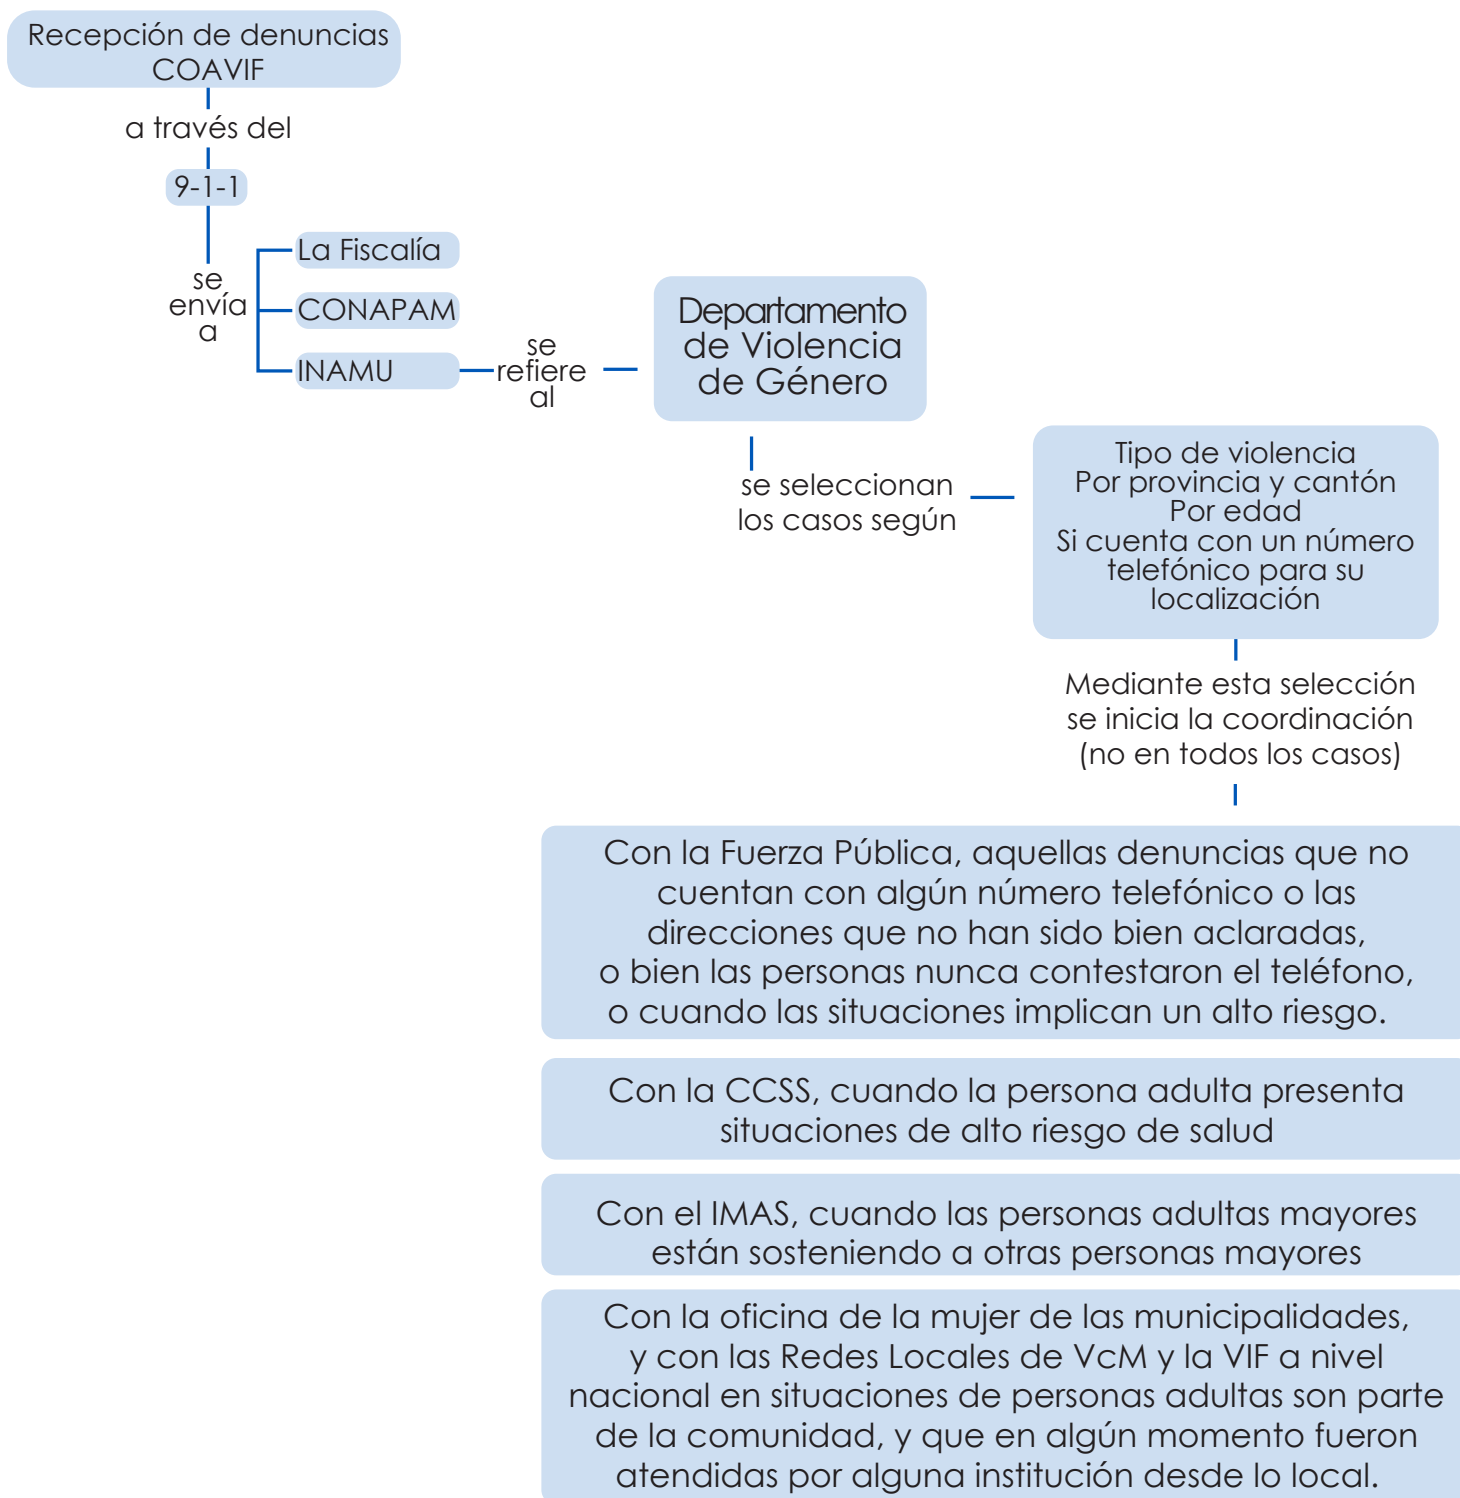 Recepción de denuncias
COAVIF
a través del
9-1-1
se
envía
a
La Fiscalía
CONAPAM
INAMU
se
refiere
al
Departamento
de Violencia
de Género
se seleccionan
los casos según
Tipo de violencia
Por provincia y cantón
Por edad
Si cuenta con un número
telefónico para su
localización
Mediante esta selección
se inicia la coordinación
(no en todos los casos)
Con la Fuerza Pública, aquellas denuncias que no
cuentan con algún número telefónico o las
direcciones que no han sido bien aclaradas,
o bien las personas nunca contestaron el teléfono,
o cuando las situaciones implican un alto riesgo.
Con la CCSS, cuando la persona adulta presenta
situaciones de alto riesgo de salud
Con el IMAS, cuando las personas adultas mayores
están sosteniendo a otras personas mayores
Con la oficina de la mujer de las municipalidades,
y con las Redes Locales de VcM y la VIF a nivel
nacional en situaciones de personas adultas son parte
de la comunidad, y que en algún momento fueron
atendidas por alguna institución desde lo local.